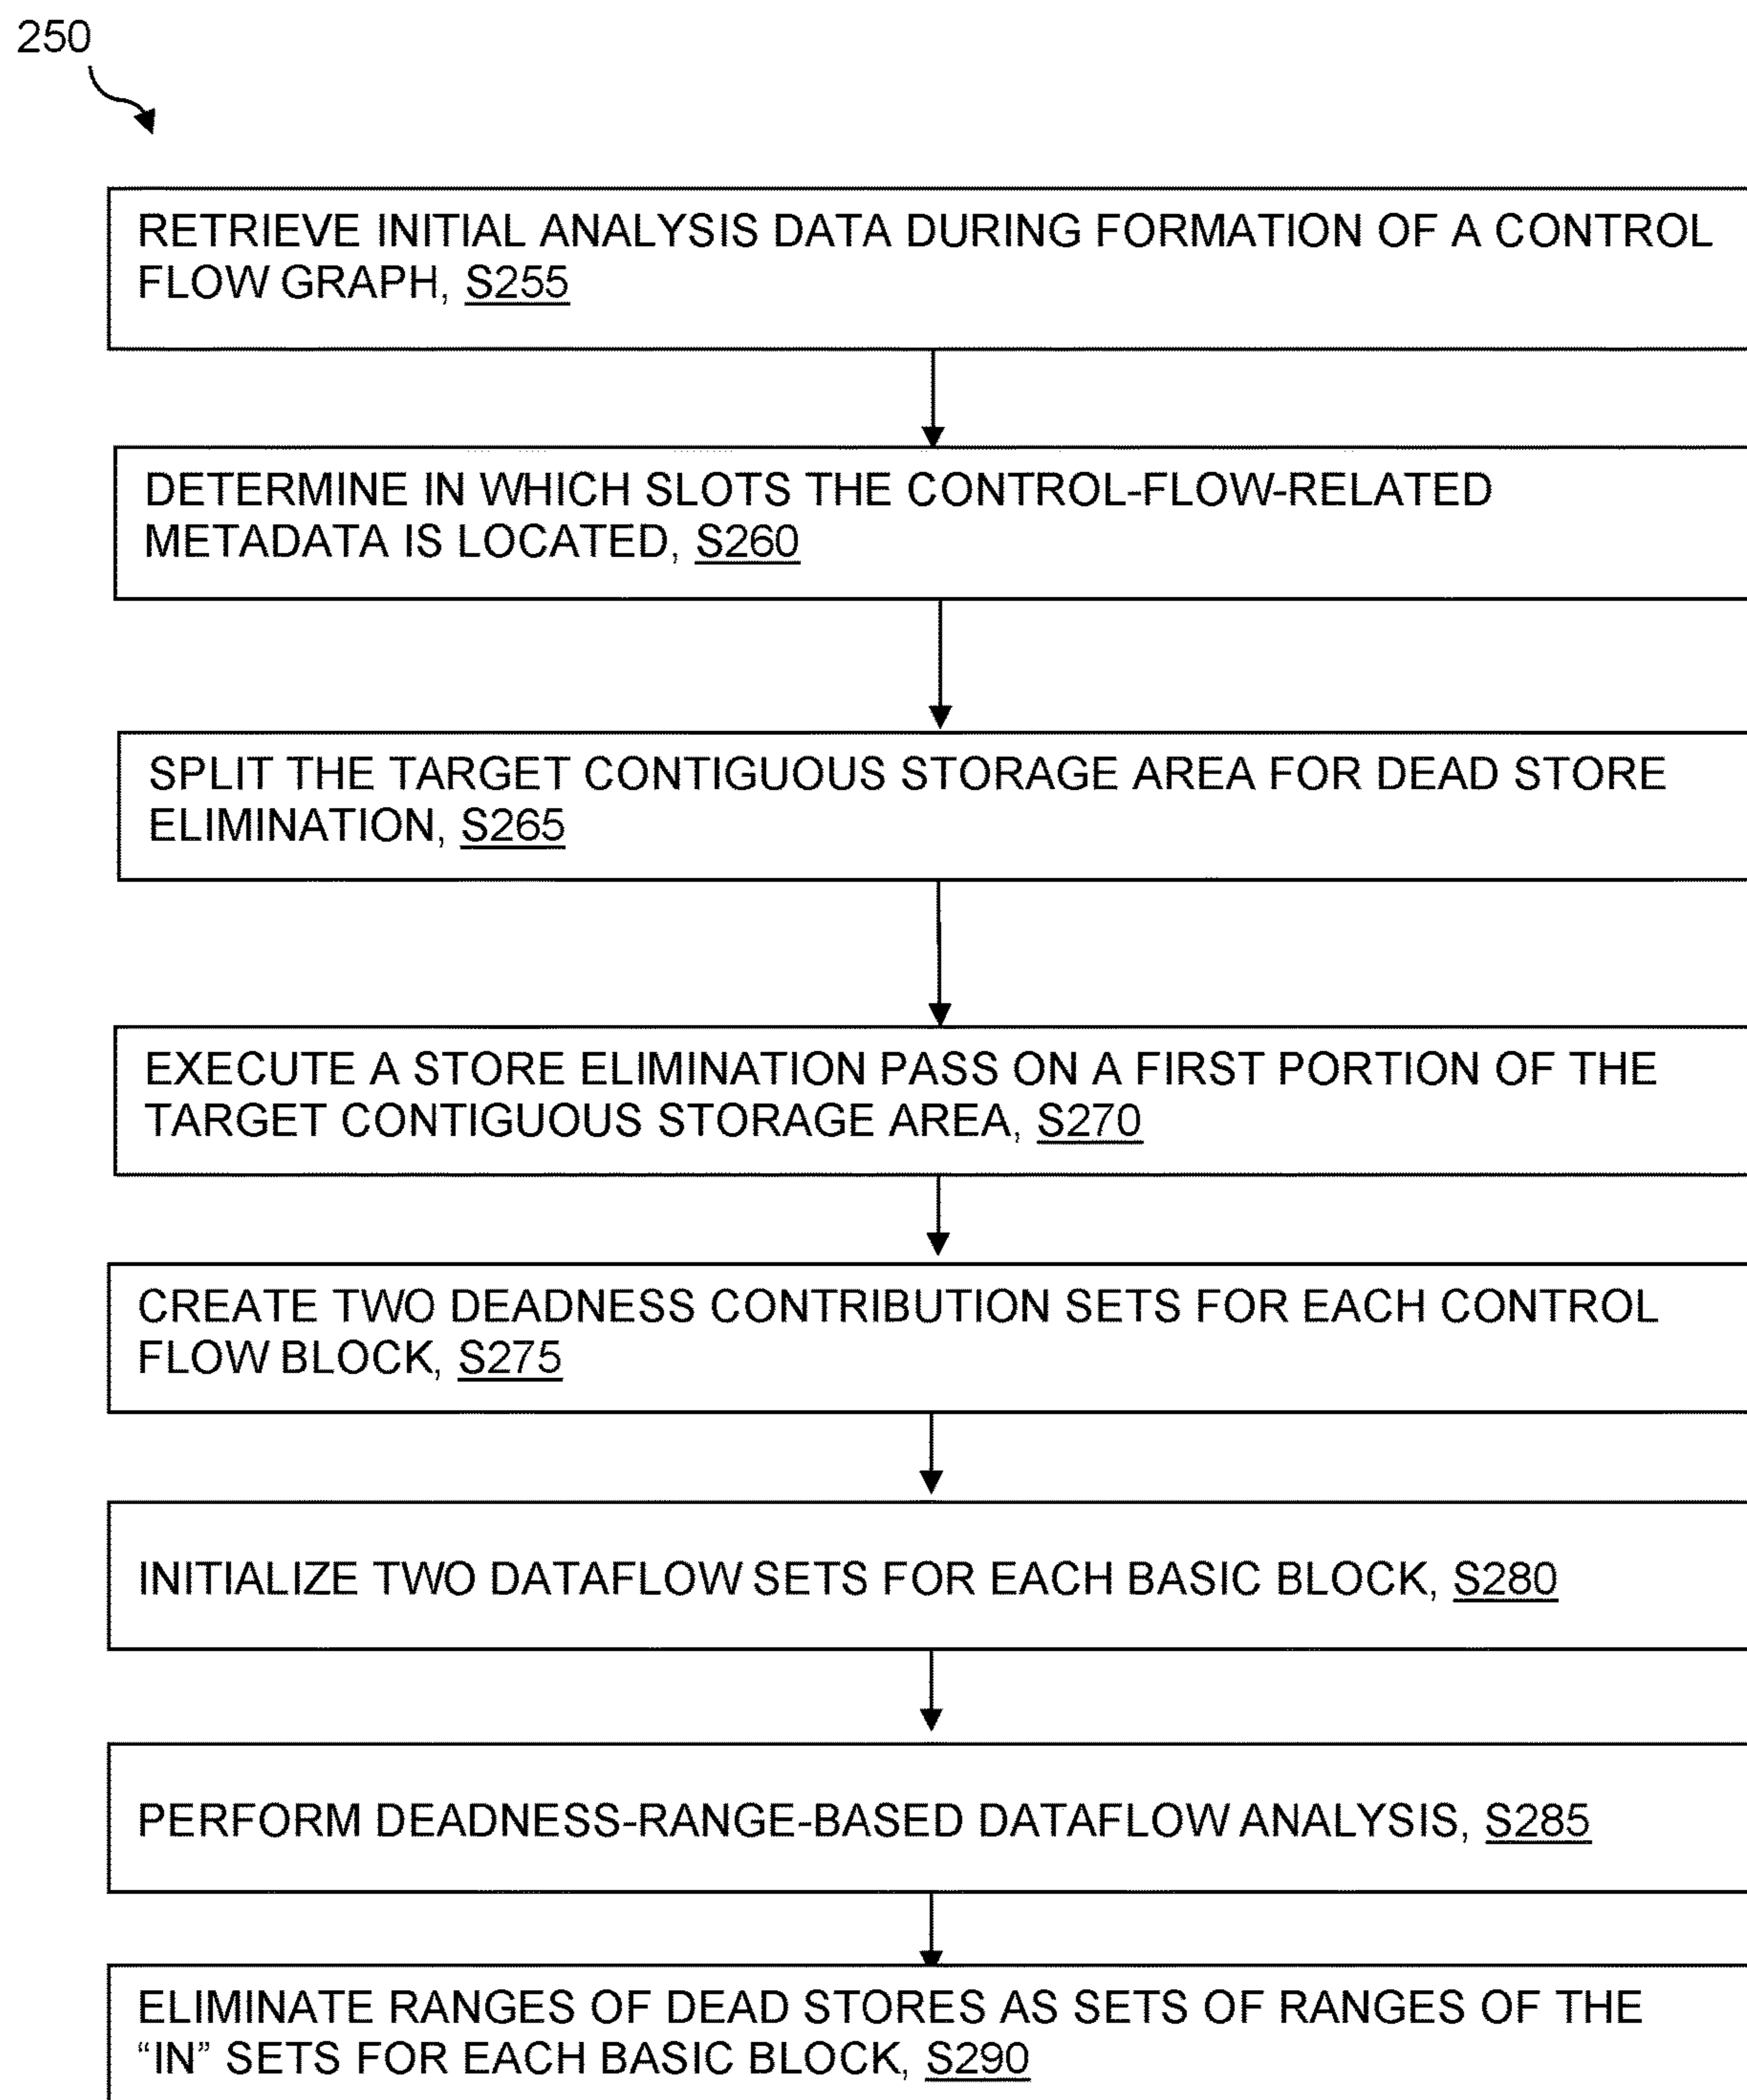 250
RETRIEVE INITIAL ANALYSIS DATA DURING FORMATION OF A CONTROL
FLOW GRAPH, S255
DETERMINE IN WHICH SLOTS THE CONTROL-FLOW-RELATED
METADATA IS LOCATED, S260
SPLIT THE TARGET CONTIGUOUS STORAGE AREA FOR DEAD STORE
ELIMINATION, S265
EXECUTE A STORE ELIMINATION PASS ON A FIRST PORTION OF THE
TARGET CONTIGUOUS STORAGE AREA, S270
CREATE TWO DEADNESS CONTRIBUTION SETS FOR EACH CONTROL
FLOW BLOCK, S275
INITIALIZE TWO DATAFLOW SETS FOR EACH BASIC BLOCK, S280
PERFORM DEADNESS-RANGE-BASED DATAFLOW ANALYSIS, S285
ELIMINATE RANGES OF DEAD STORES AS SETS OF RANGES OF THE
“IN” SETS FOR EACH BASIC BLOCK, S290